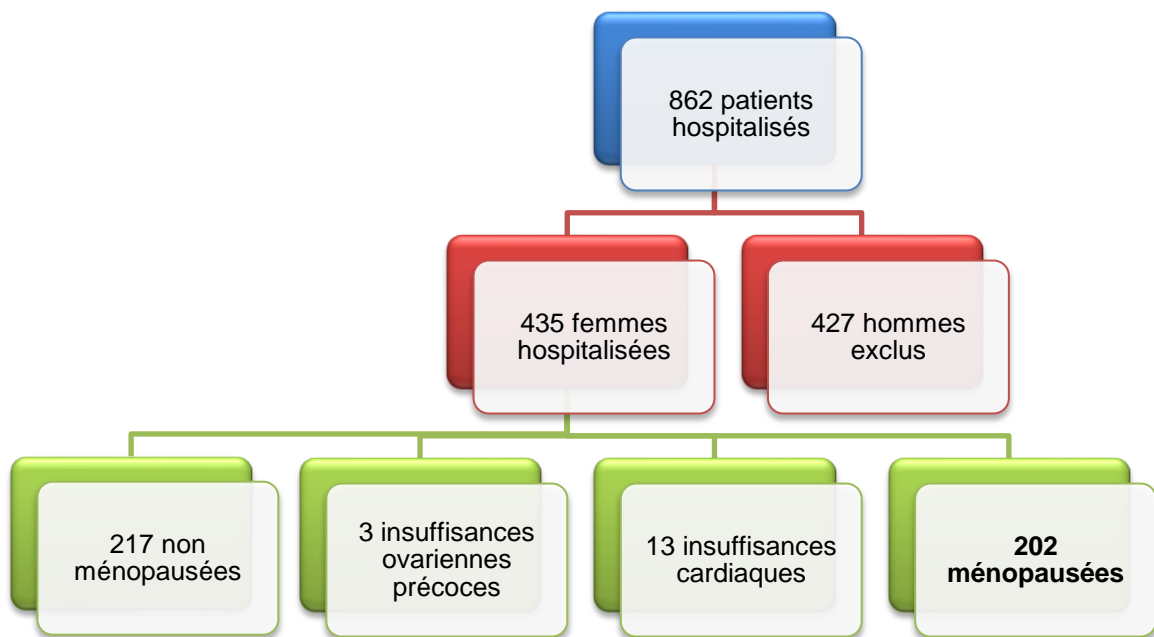 862 patients
hospitalisés
435 femmes
hospitalisées
427 hommes
exclus
217 non
ménopausées
3 insuffisances
ovariennes
précoces
13 insuffisances
cardiaques
202
ménopausées